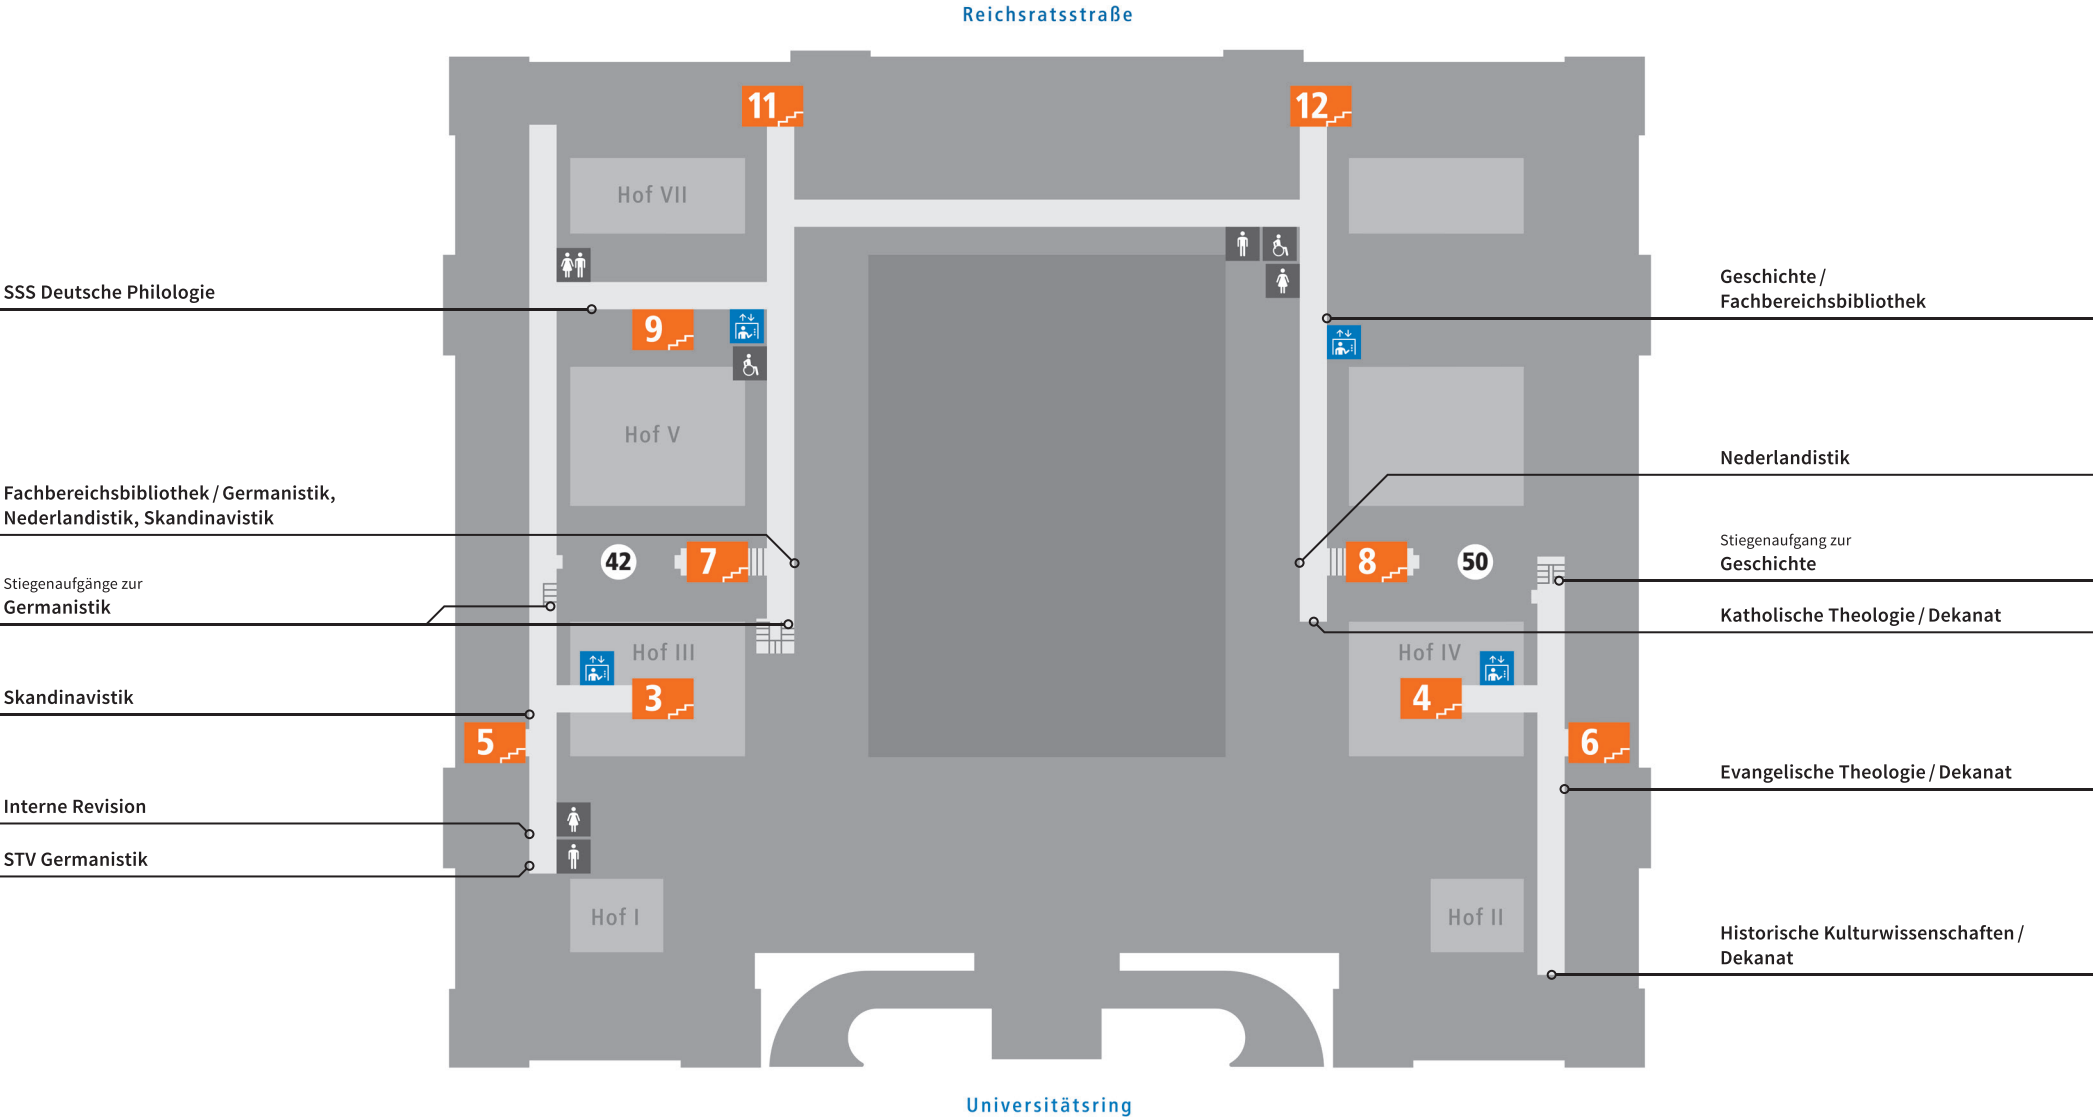 Reichsratsstraße
11
12
Hof VII
SSS Deutsche Philologie
Geschichte /
Fachbereichsbibliothek
9
Hof V
Nederlandistik
Fachbereichsbibliothek / Germanistik,
Nederlandistik, Skandinavistik
42
7
8
50
Stiegenaufgang zur
Geschichte
Stiegenaufgänge zur
Germanistik
Katholische Theologie / Dekanat
Hof III
Hof IV
Skandinavistik
3
4
5
6
Evangelische Theologie / Dekanat
Interne Revision
STV Germanistik
Hof I
Hof II
Historische Kulturwissenschaften /
Dekanat
Universitätsring